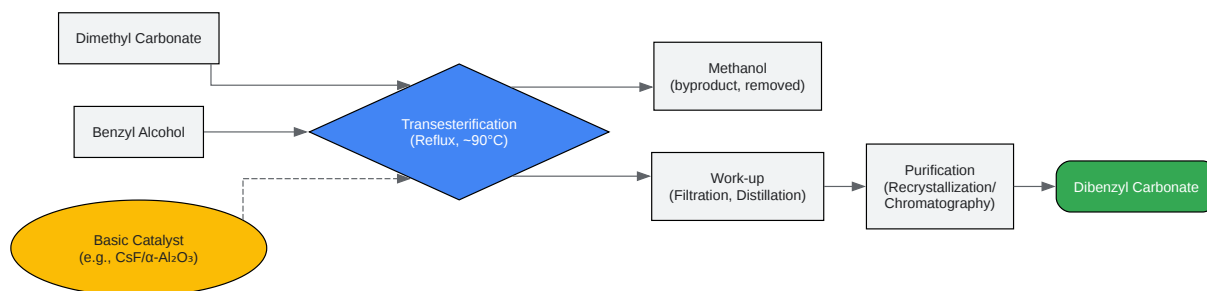 Dimethyl Carbonate
Benzyl Alcohol
Basic Catalyst
(e.g., CsF/α-Al₂O₃)
Transesterification
(Reflux, ~90°C)
Methanol
(byproduct, removed)
Work-up
(Filtration, Distillation)
Purification
(Recrystallization/
Chromatography)
Dibenzyl Carbonate